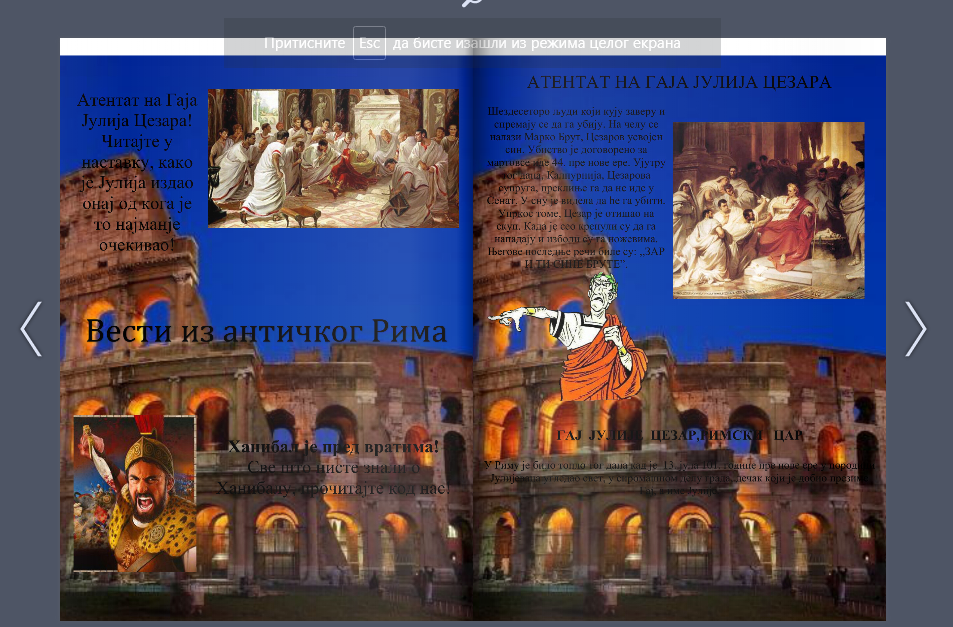 Притисните Esc да бисте изашли из режима целог екрана
Атентат на Гаја
Јулија Цезара!
Читајте у
наставку, како
је Јулија издао
онај од кога је
то најмање
очекивао!
Вести из античког Рима
Ханибал је пред вратима!
Све што нисте знали о
Ханибалу, прочитајте код нас!
АТЕНТАТ НА ГАЈА ЈУЛИЈА ЦЕЗАРА
Шездесеторо људи који кују заверу и
спремају се да га убију. На челу се
налази Марко Брут, Цезаров усвојен
син. Убиство је договорено за
мартовске иде 44. пре нове ере. Ујутру
тог дана, Калпурнија, Цезарова
супруга, преклиње га да не иде у
Сенат. У сну је видела да ће га убити.
Упркос томе, Цезар је отишао на
скуп. Када је сео кренули су да га
нападају и изболи су га ножевима.
Његове последње речи биле су: „ЗАР
И ТИ СИНЕ БРУТЕ“.
ГАЈ ЈУЛИЈЕ ЦЕЗАР,РИМСКИ ЦАР
У Риму је било топло тог дана кад је 13. јула 101. године пре нове ере у породици